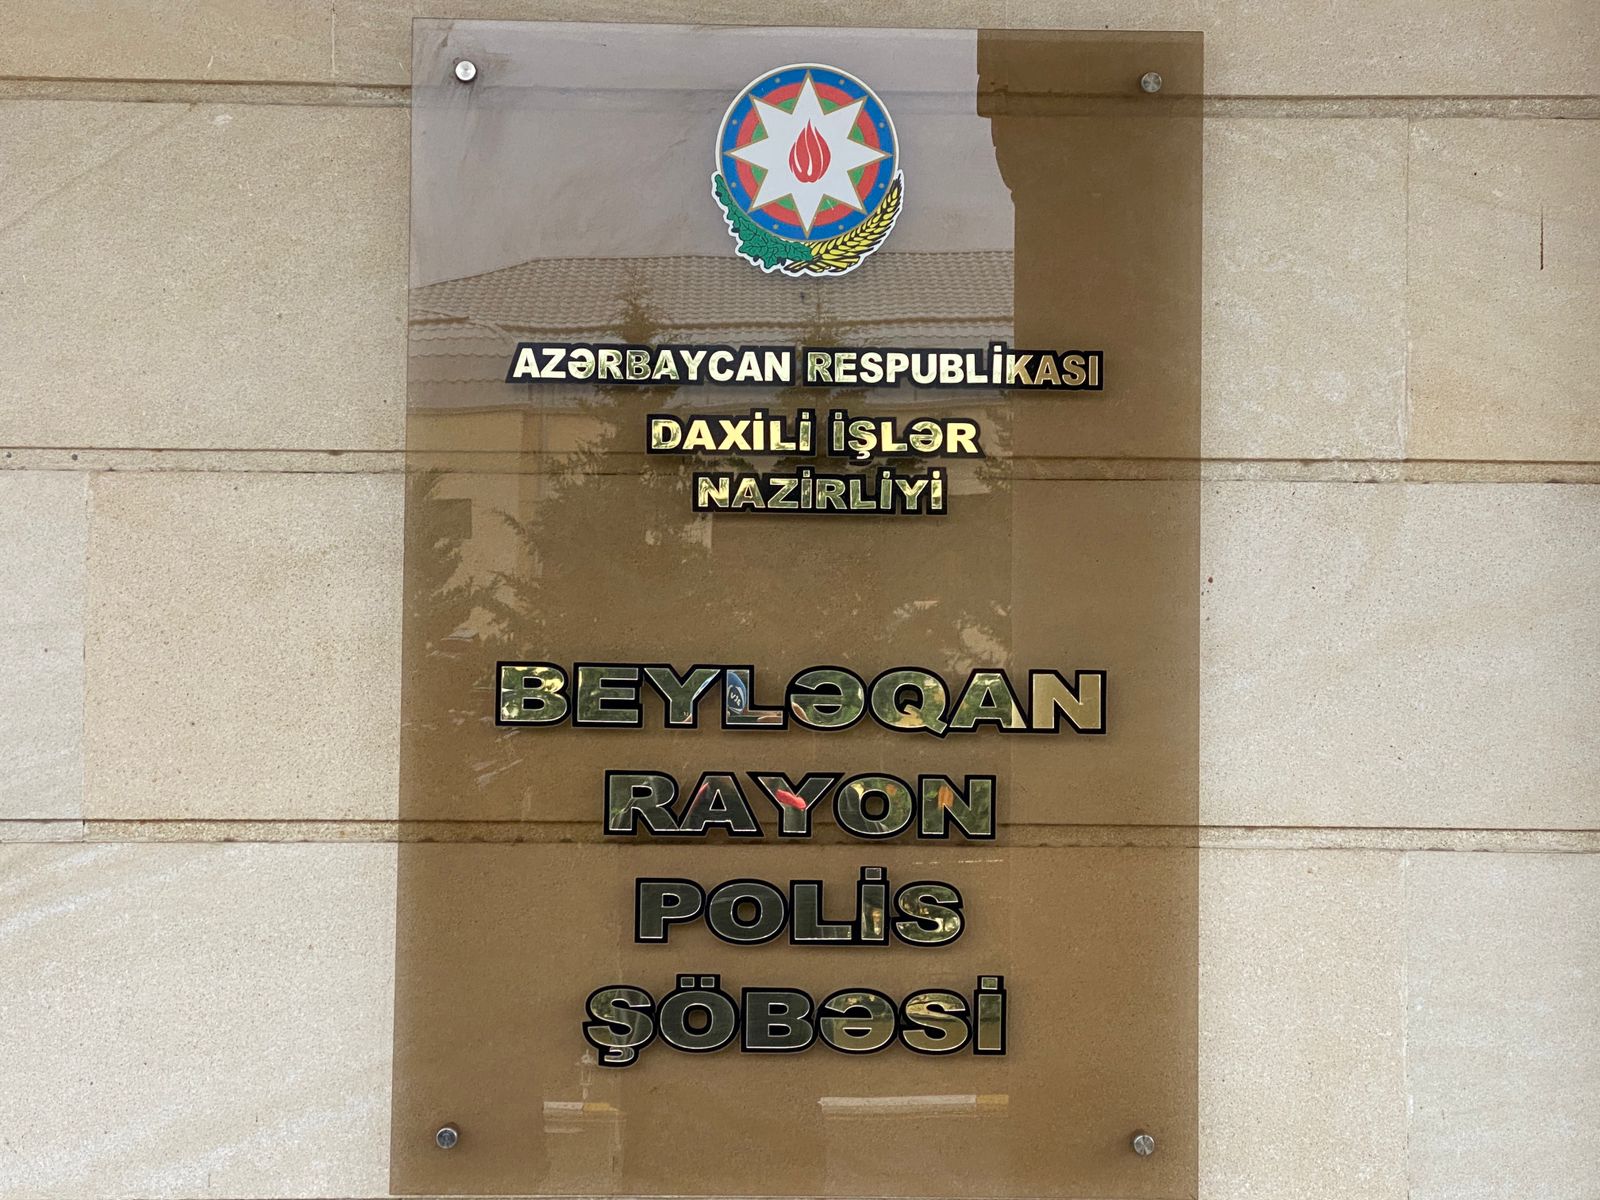 AZƏRBAYCAN RESPUBLİKASI
DAXİLİ İŞLƏR
NAZİRLİYİ
BEYLƏQAN
RAYON
POLİS
ŞÖBƏSİ